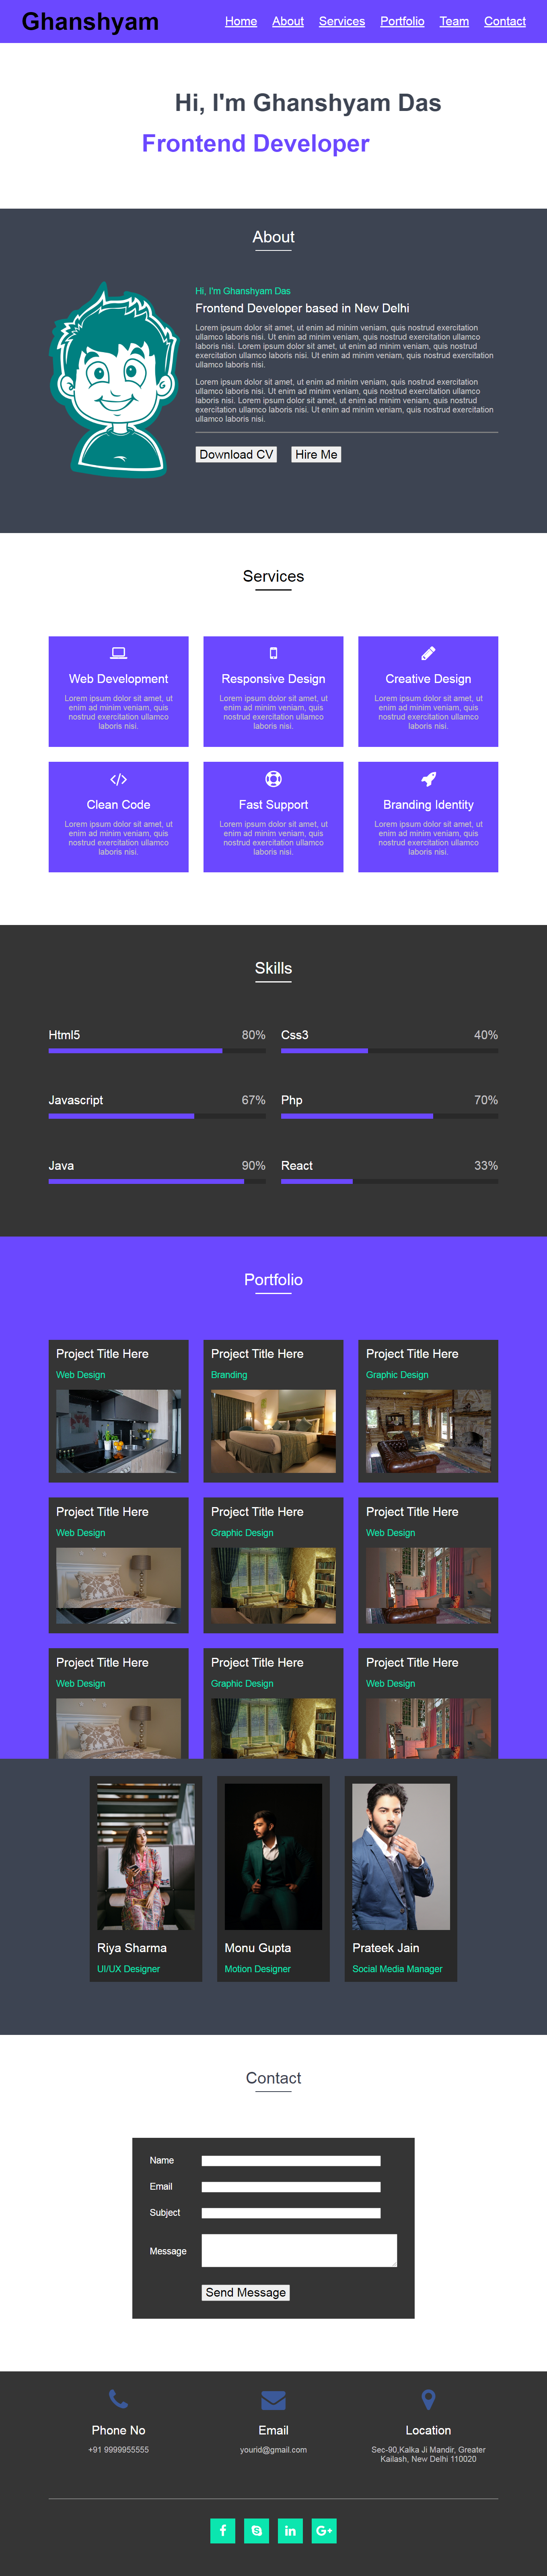 Ghanshyam
Home About Services Portfolio Team Contact
Hi, I'm Ghanshyam Das
Frontend Developer
About
Hi, I'm Ghanshyam Das
Frontend Developer based in New Delhi
Lorem ipsum dolor sit amet, ut enim ad minim veniam, quis nostrud exercitation
ullamco laboris nisi. Ut enim ad minim veniam, quis nostrud exercitation ullamco
laboris nisi. Lorem ipsum dolor sit amet, ut enim ad minim veniam, quis nostrud
exercitation ullamco laboris nisi. Ut enim ad minim veniam, quis nostrud exercitation
ullamco laboris nisi.
Lorem ipsum dolor sit amet, ut enim ad minim veniam, quis nostrud exercitation
ullamco laboris nisi. Ut enim ad minim veniam, quis nostrud exercitation ullamco
laboris nisi. Lorem ipsum dolor sit amet, ut enim ad minim veniam, quis nostrud
exercitation ullamco laboris nisi. Ut enim ad minim veniam, quis nostrud exercitation
ullamco laboris nisi.
Download CV Hire Me
Services
Web Development
Lorem ipsum dolor sit amet, ut
enim ad minim veniam, quis
nostrud exercitation ullamco
laboris nisi.
Responsive Design
Lorem ipsum dolor sit amet, ut
enim ad minim veniam, quis
nostrud exercitation ullamco
laboris nisi.
Creative Design
Lorem ipsum dolor sit amet, ut
enim ad minim veniam, quis
nostrud exercitation ullamco
laboris nisi.
Clean Code
Lorem ipsum dolor sit amet, ut
enim ad minim veniam, quis
nostrud exercitation ullamco
laboris nisi.
Fast Support
Lorem ipsum dolor sit amet, ut
enim ad minim veniam, quis
nostrud exercitation ullamco
laboris nisi.
Branding Identity
Lorem ipsum dolor sit amet, ut
enim ad minim veniam, quis
nostrud exercitation ullamco
laboris nisi.
Skills
Html5 80%
Css3 40%
Javascript 67%
Php 70%
Java 90%
React 33%
Portfolio
Project Title Here
Web Design
Project Title Here
Branding
Project Title Here
Graphic Design
Project Title Here
Web Design
Project Title Here
Graphic Design
Project Title Here
Web Design
Project Title Here
Web Design
Project Title Here
Graphic Design
Project Title Here
Web Design
Riya Sharma
UI/UX Designer
Monu Gupta
Motion Designer
Prateek Jain
Social Media Manager
Contact
Name
Email
Subject
Message
Send Message
Phone No
+91 9999955555
Email
yourid@gmail.com
Location
Sec-90,Kalka Ji Mandir, Greater
Kailash, New Delhi 110020